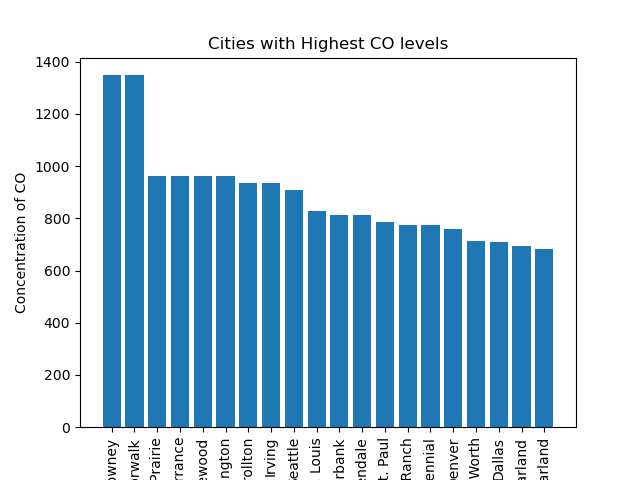 Cities with Highest CO levels
Concentration of CO
1400
1200
1000
800
600
400
200
0
owney
rwalk
Prairie
rrance
ewood
ngton
rollton
Irving
eattle
Louis
rbank
endale
t. Paul
Ranch
ennial
enver
Worth
Dallas
arland
arland